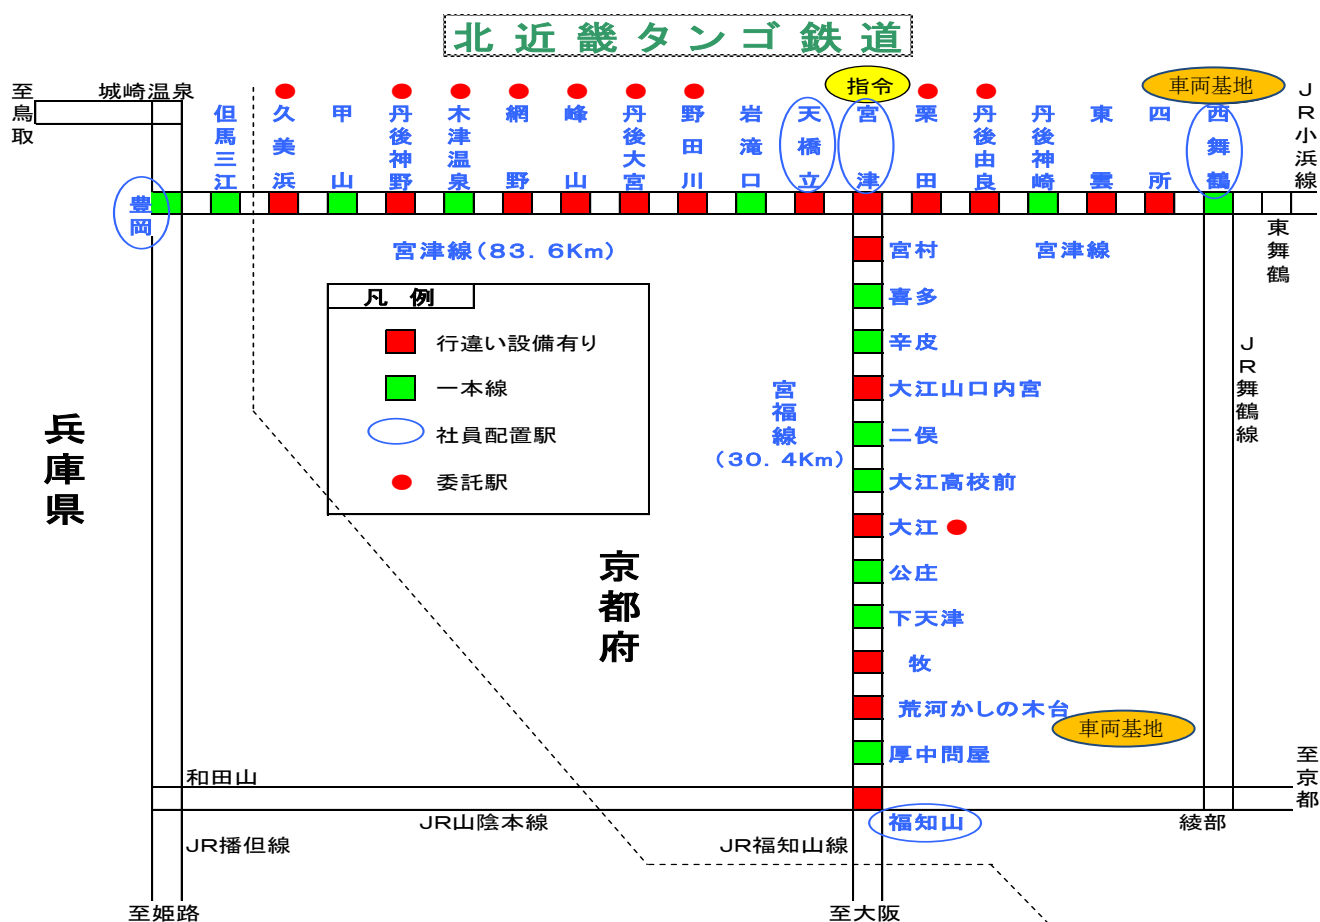 北近畿タンゴ鉄道
至鳥取
城崎温泉
指令
車両基地
JR小浜線
豊岡
但馬三江
久美浜
甲山
丹後神野
木津温泉
網野
峰山
丹後大宮
野田川
岩滝口
天橋立
宮津
栗田
丹後由良
丹後神崎
東雲
四所
西舞鶴
東舞鶴
宮津線(83.6Km)
宮津線
凡 例
行違い設備有り
一本線
社員配置駅
委託駅
宮村
喜多
辛皮
大江山口内宮
二俣
大江高校前
大江
公庄
下天津
牧
荒河かしの木台
厚中問屋
福知山
宮福線
(30.4Km)
JR舞鶴線
兵庫県
京都府
車両基地
和田山
至京都
JR山陰本線
綾部
JR播但線
JR福知山線
至姫路
至大阪